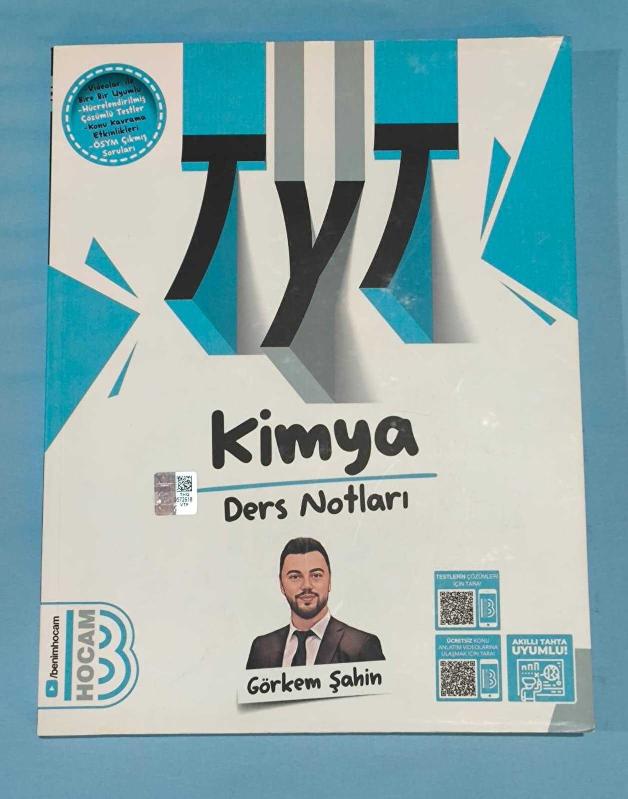 -Videolar ile
Bire Bir Uyumlu
-Hücrelendirilmiş
Çözümlü Testler
-Konu Kavrama
Etkinlikleri
-ÖSYM Çıkmış
Soruları
TYT
Kimya
Ders Notları
Görkem Şahin
/benimhocam
HOCAM
TESTLERİN ÇÖZÜMLERİ
İÇİN TARA!
ÜCRETSİZ KONU
ANLATIM VİDEOLARINA
ULAŞMAK İÇİN TARA!
AKILLI TAHTA
UYUMLU!